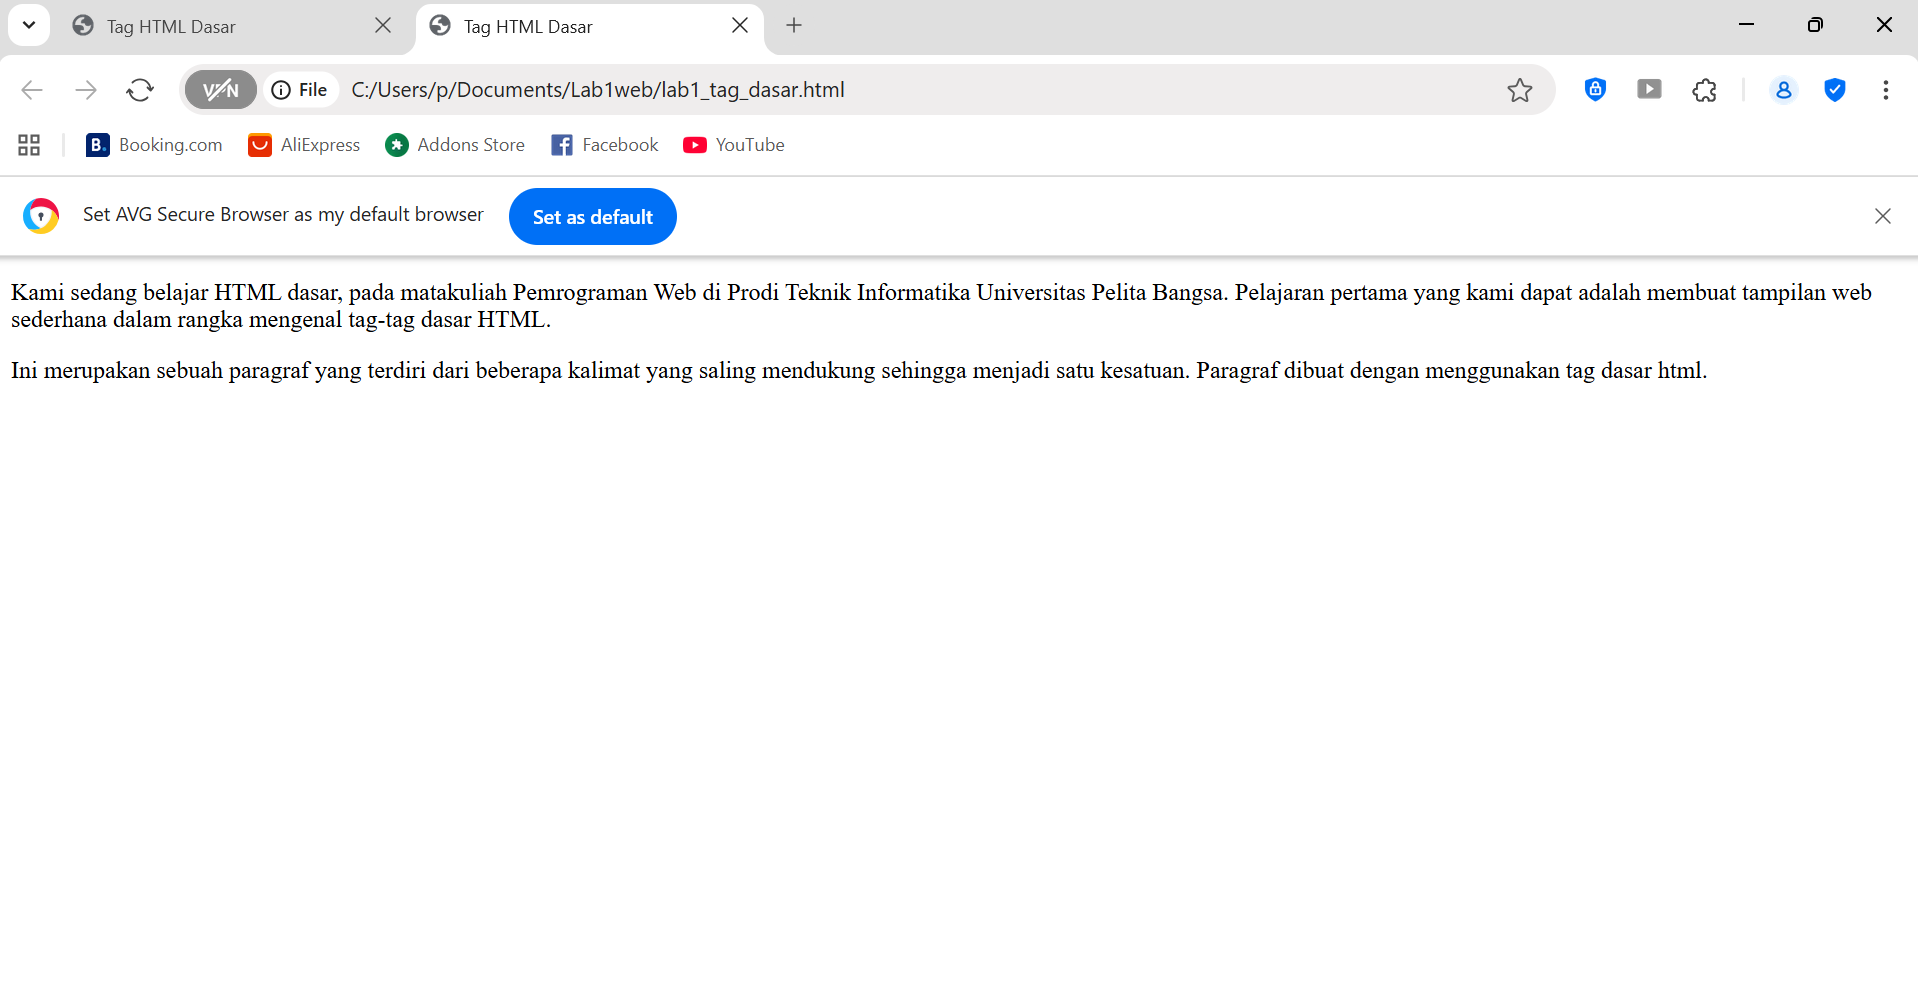 Tag HTML Dasar
Tag HTML Dasar
VPN
File
C:/Users/p/Documents/Lab1web/lab1_tag_dasar.html
B.
Booking.com
AliExpress
Addons Store
Facebook
YouTube
Set AVG Secure Browser as my default browser
Set as default
Kami sedang belajar HTML dasar, pada matakuliah Pemrograman Web di Prodi Teknik Informatika Universitas Pelita Bangsa. Pelajaran pertama yang kami dapat adalah membuat tampilan web
sederhana dalam rangka mengenal tag-tag dasar HTML.
Ini merupakan sebuah paragraf yang terdiri dari beberapa kalimat yang saling mendukung sehingga menjadi satu kesatuan. Paragraf dibuat dengan menggunakan tag dasar html.